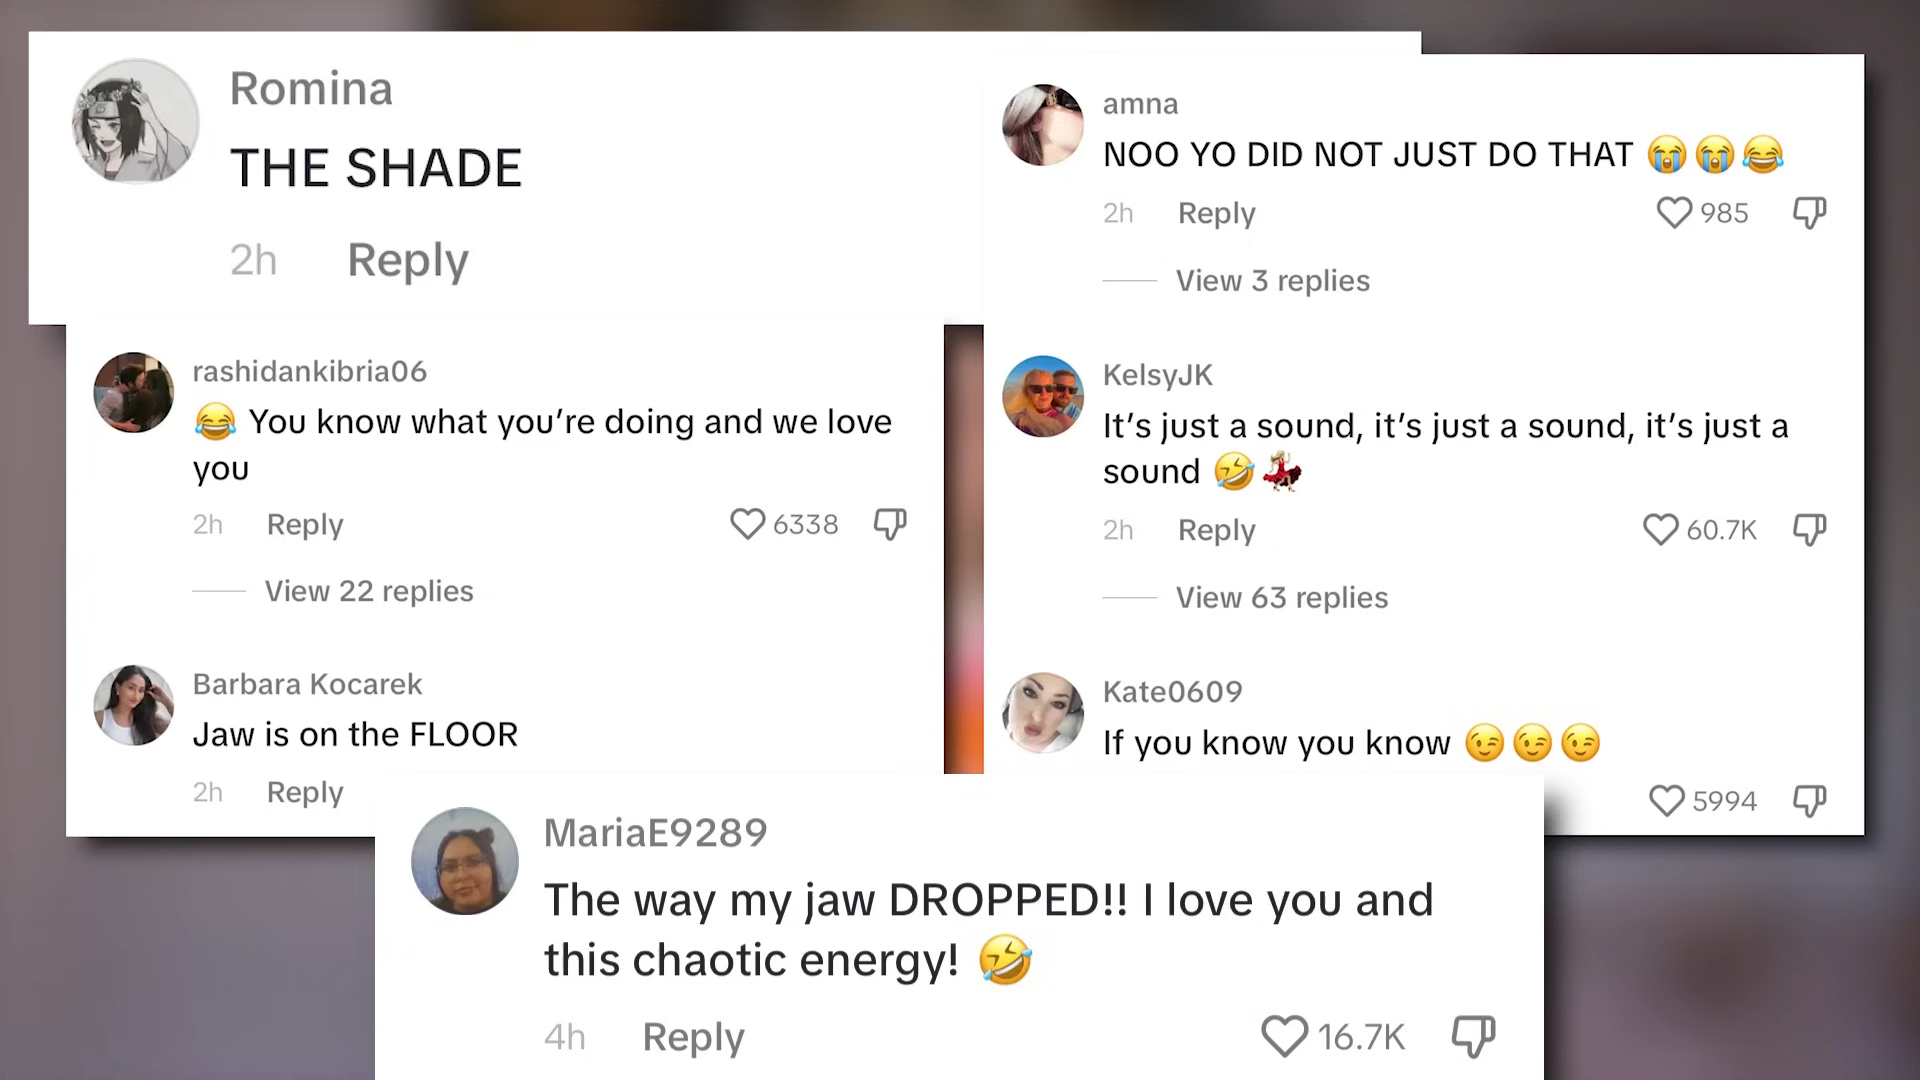 Romina
THE SHADE
2h Reply
rashidankibria06
😂 You know what you’re doing and we love
you
2h Reply 6338
View 22 replies
Barbara Kocarek
Jaw is on the FLOOR
2h Reply
amna
NOO YO DID NOT JUST DO THAT 😭😭😂
2h Reply 985
View 3 replies
KelsyJK
It’s just a sound, it’s just a sound, it’s just a
sound 🤣💃
2h Reply 60.7K
View 63 replies
Kate0609
If you know you know 😉😉😉
5994
MariaE9289
The way my jaw DROPPED!! I love you and
this chaotic energy! 🤣
4h Reply 16.7K